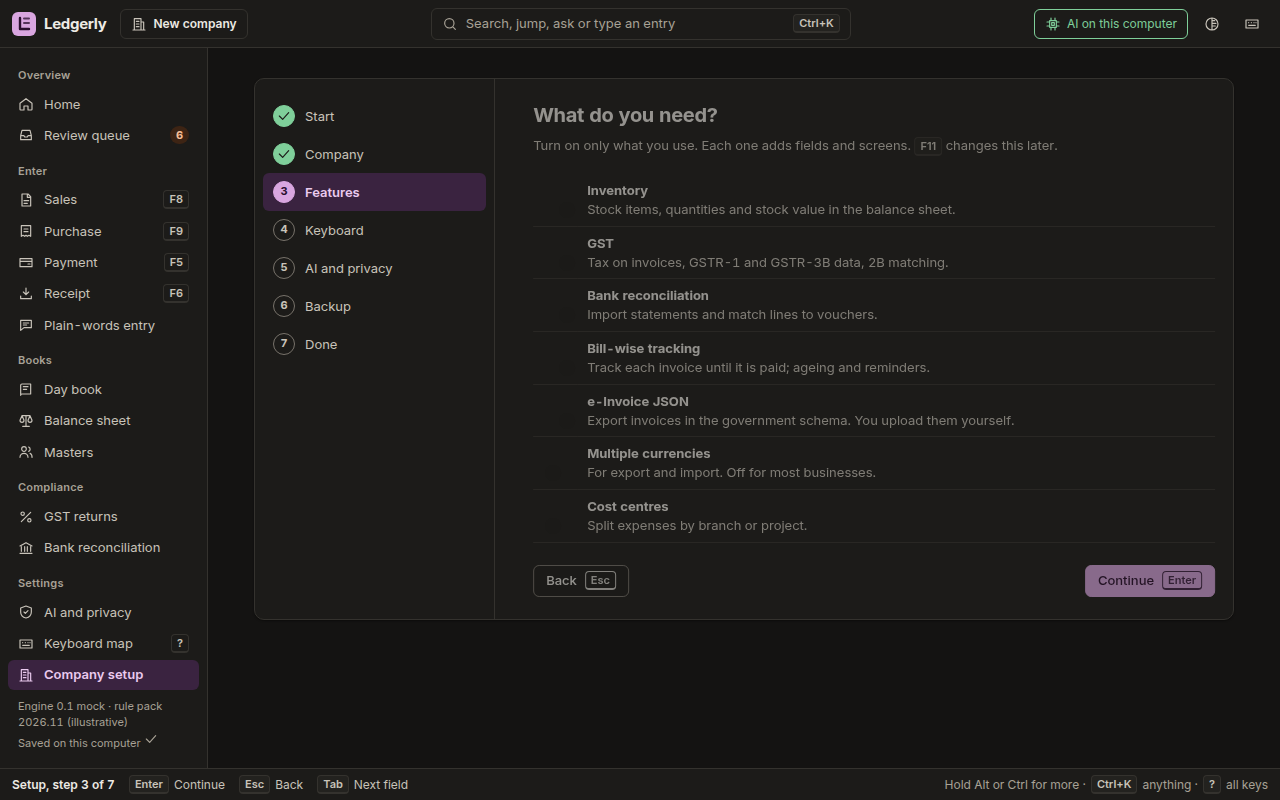 Ledgerly
New company
Search, jump, ask or type an entry
Ctrl+K
AI on this computer
Overview
Home
Review queue 6
Enter
Sales F8
Purchase F9
Payment F5
Receipt F6
Plain-words entry
Books
Day book
Balance sheet
Masters
Compliance
GST returns
Bank reconciliation
Settings
AI and privacy
Keyboard map ?
Company setup
Engine 0.1 mock · rule pack
2026.11 (illustrative)
Saved on this computer
Start
Company
3 Features
4 Keyboard
5 AI and privacy
6 Backup
7 Done
What do you need?
Turn on only what you use. Each one adds fields and screens. F11 changes this later.
Inventory
Stock items, quantities and stock value in the balance sheet.
GST
Tax on invoices, GSTR-1 and GSTR-3B data, 2B matching.
Bank reconciliation
Import statements and match lines to vouchers.
Bill-wise tracking
Track each invoice until it is paid; ageing and reminders.
e-Invoice JSON
Export invoices in the government schema. You upload them yourself.
Multiple currencies
For export and import. Off for most businesses.
Cost centres
Split expenses by branch or project.
Back Esc
Continue Enter
Setup, step 3 of 7 Enter Continue Esc Back Tab Next field
Hold Alt or Ctrl for more · Ctrl+K anything · ? all keys